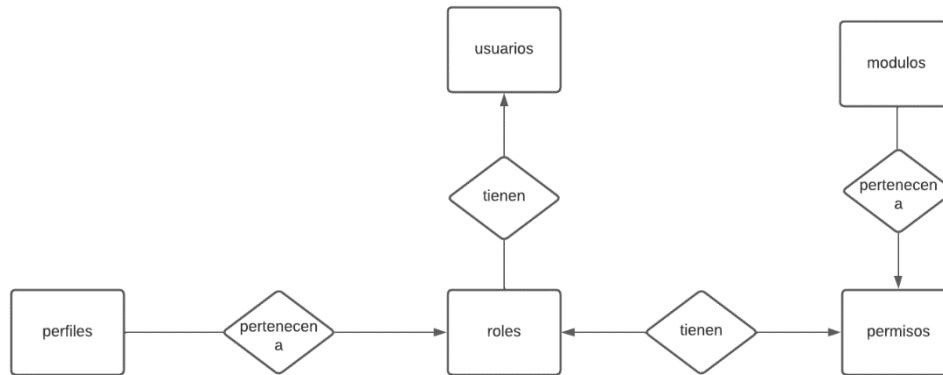 usuarios
modulos
tienen
pertenecen
a
perfiles
pertenecen
a
roles
tienen
permisos